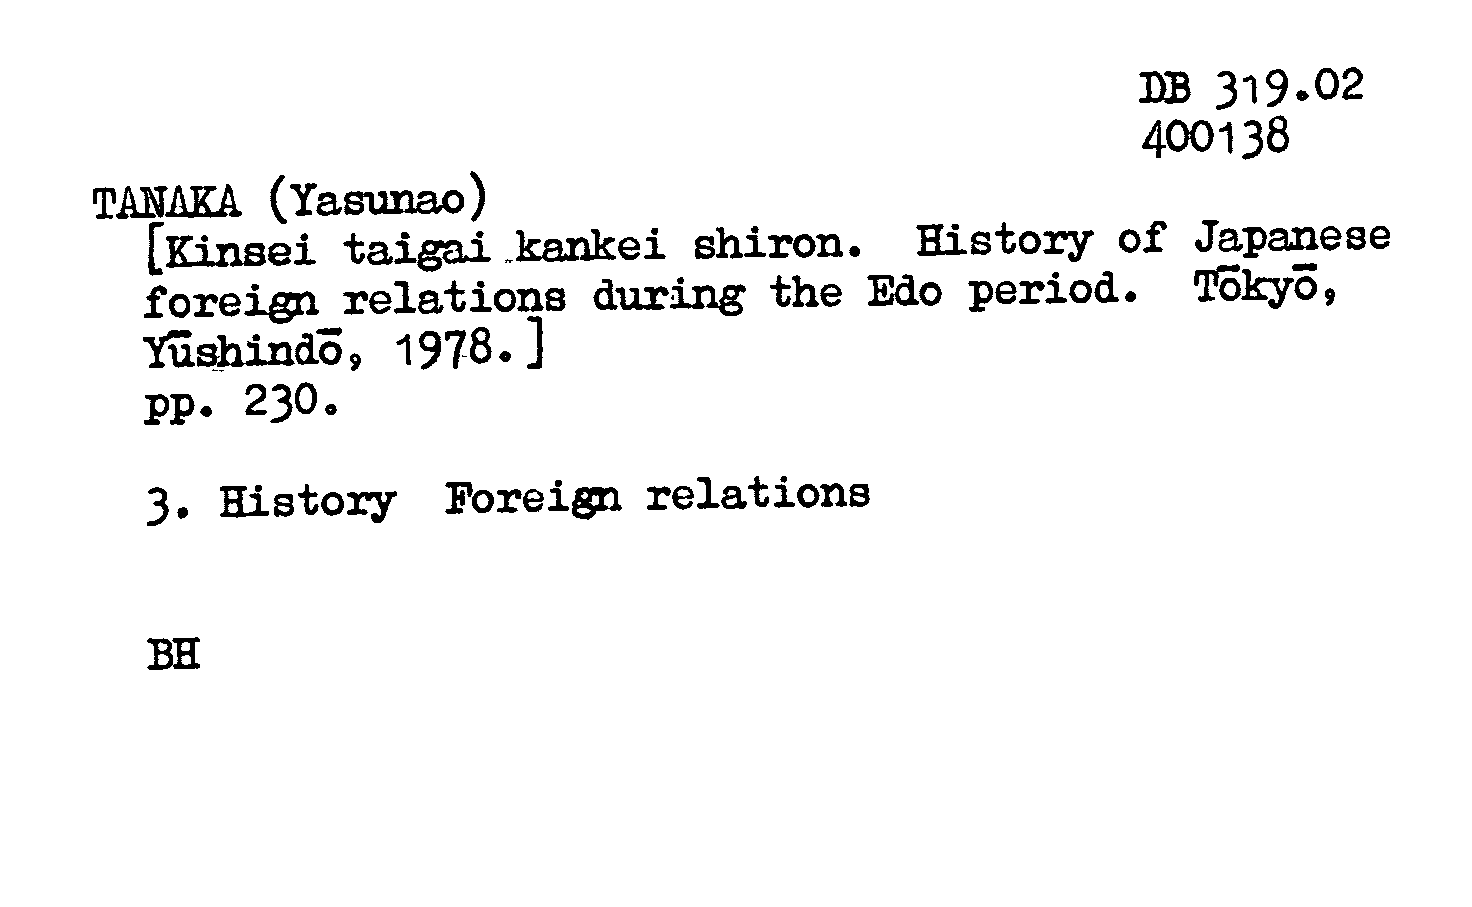 DB 319.02
400138
TANAKA (Yasunao)
[Kinsei taigai kankei shiron. History of Japanese
foreign relations during the Edo period. Tōkyō,
Yūshindō, 1978.]
pp. 230.
3. History Foreign relations
BH